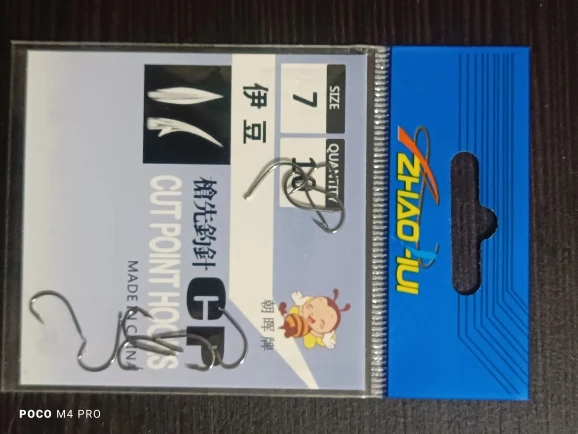 ZHAO HUI
SIZE
7
QUANTITY
10
伊豆
槍先釣針
CUT POINT HOOKS
MADE IN CHINA
CP
朝晖牌
POCO M4 PRO